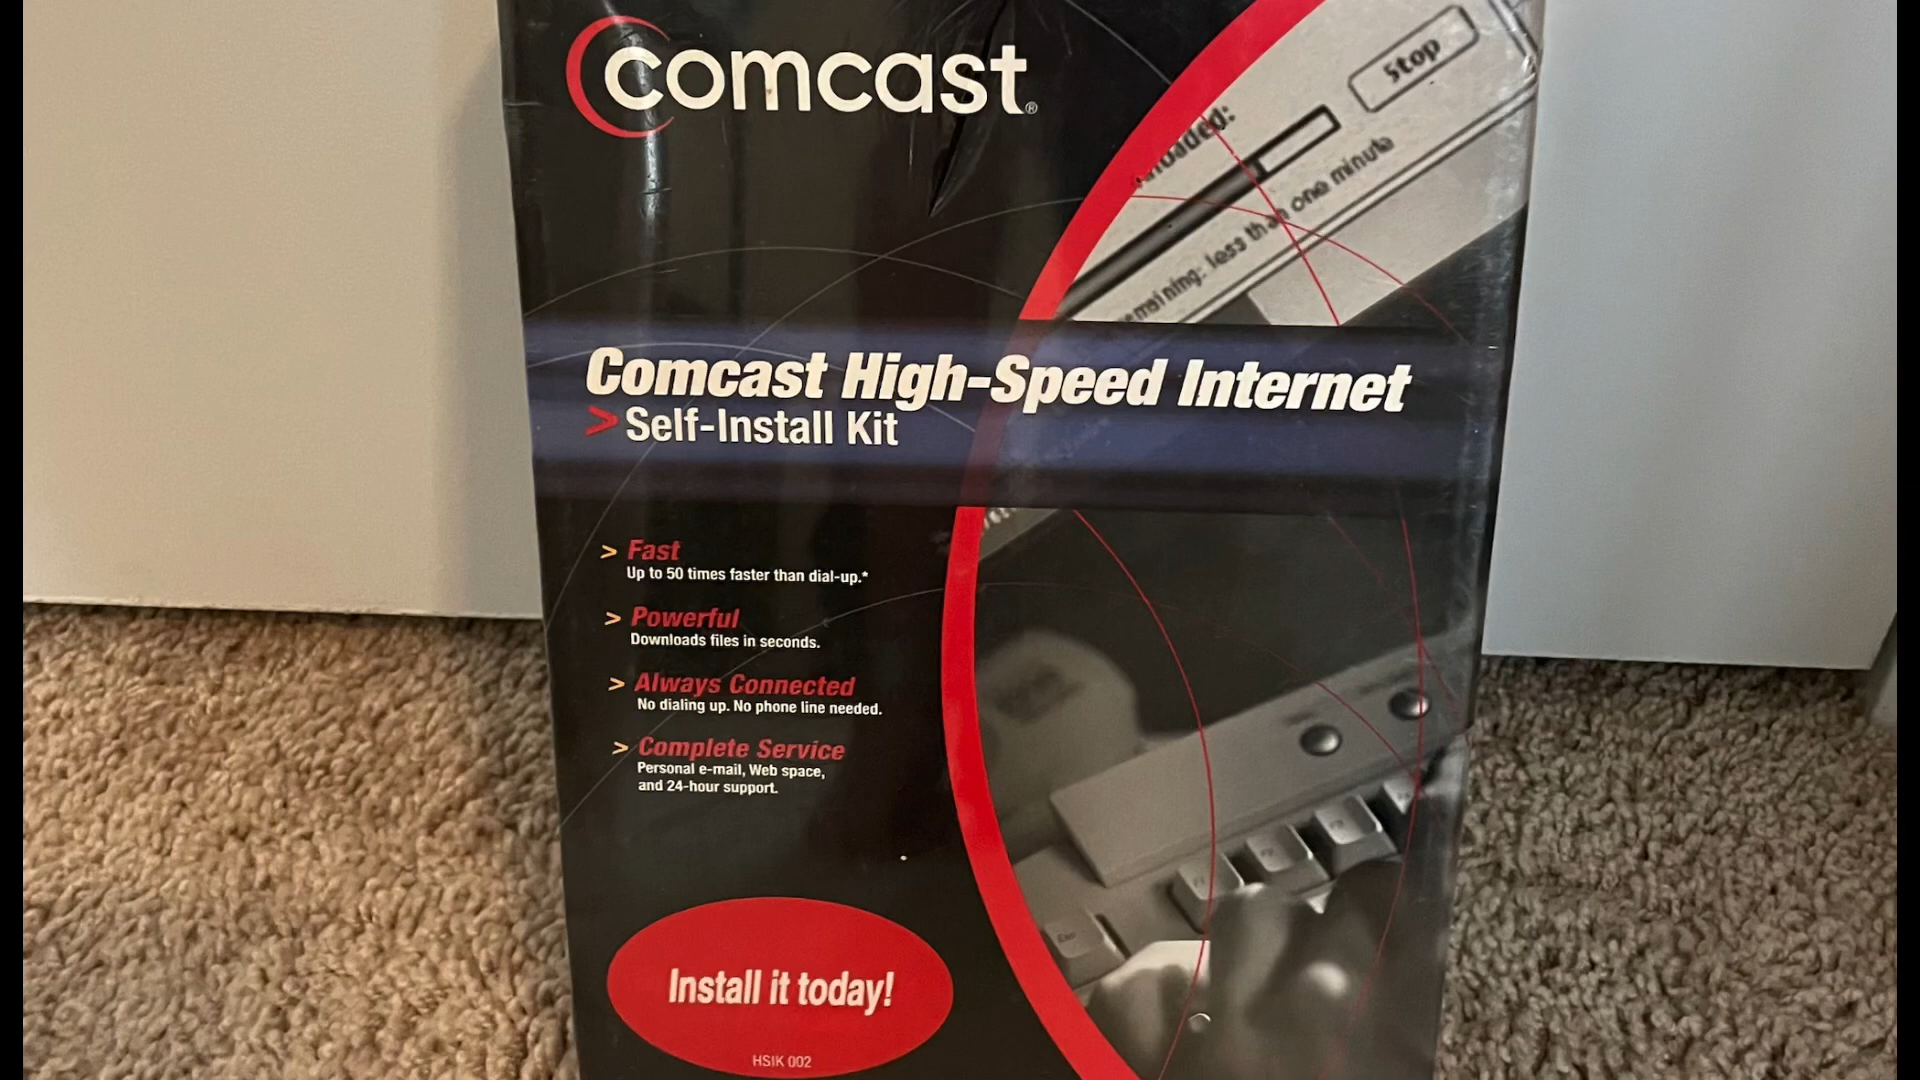 comcast®
Stop
remaining: less than one minute
Comcast High-Speed Internet
> Self-Install Kit
> Fast
Up to 50 times faster than dial-up.*
> Powerful
Downloads files in seconds.
> Always Connected
No dialing up. No phone line needed.
> Complete Service
Personal e-mail, Web space,
and 24-hour support.
Install it today!
HSIK 002